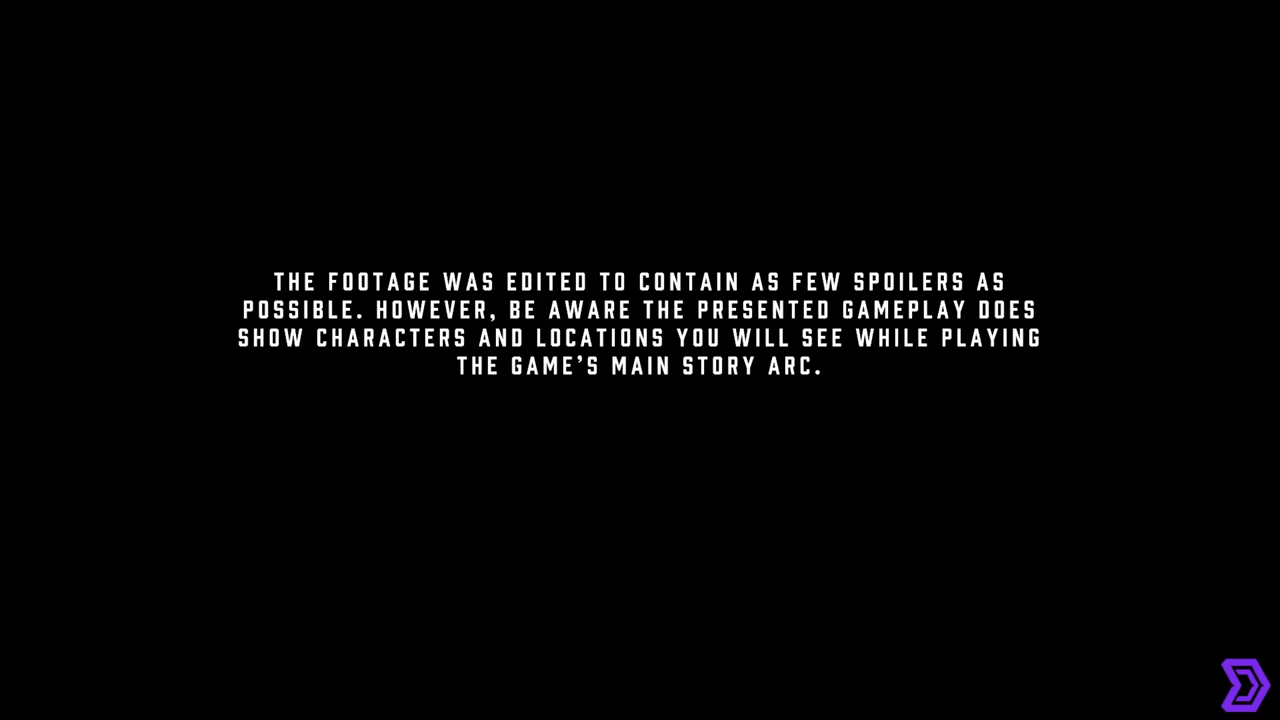 THE FOOTAGE WAS EDITED TO CONTAIN AS FEW SPOILERS AS
POSSIBLE. HOWEVER, BE AWARE THE PRESENTED GAMEPLAY DOES
SHOW CHARACTERS AND LOCATIONS YOU WILL SEE WHILE PLAYING
THE GAME’S MAIN STORY ARC.